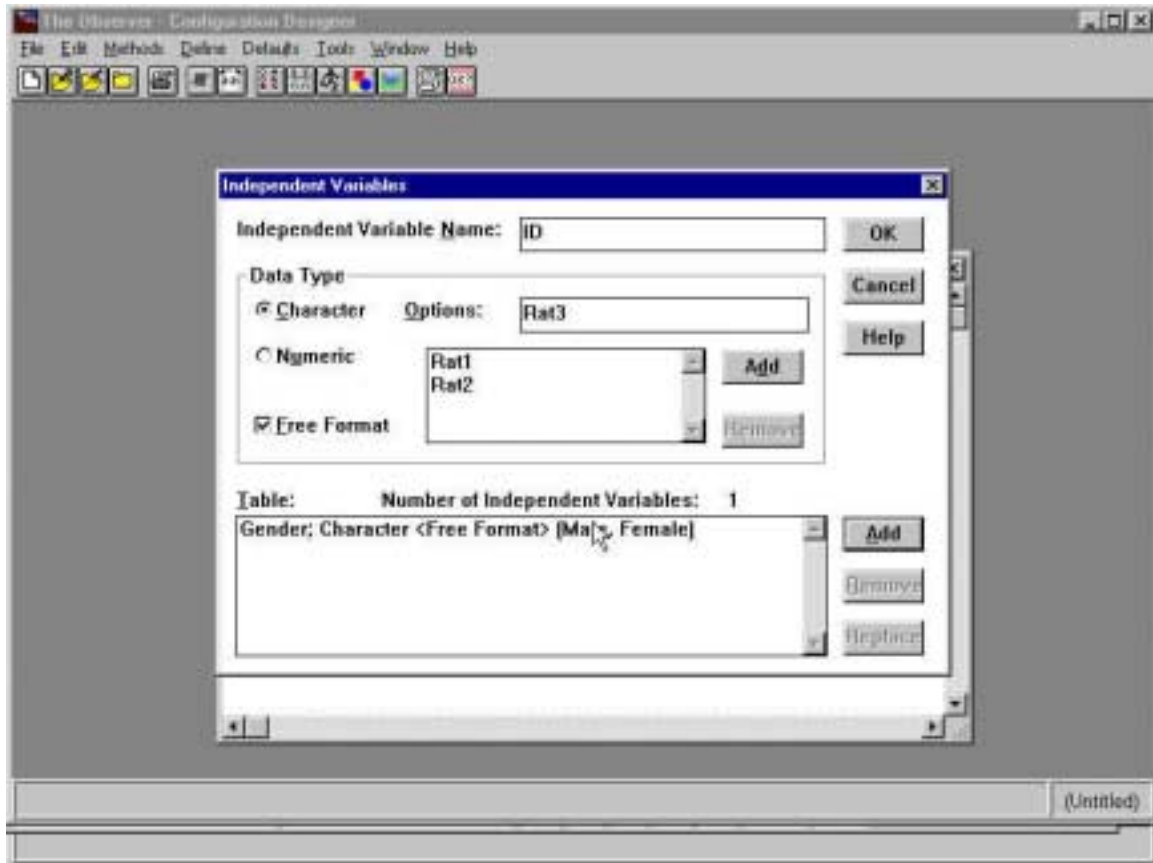 The Observer - Configuration Designer
File Edit Methods Define Defaults Tools Window Help
Independent Variables
Independent Variable Name: ID
OK
Data Type
Cancel
Character Options: Rat3
Help
Numeric
Rat1
Rat2
Add
Free Format
Remove
Table: Number of Independent Variables: 1
Gender; Character <Free Format> (Male, Female)
Add
Remove
Replace
(Untitled)